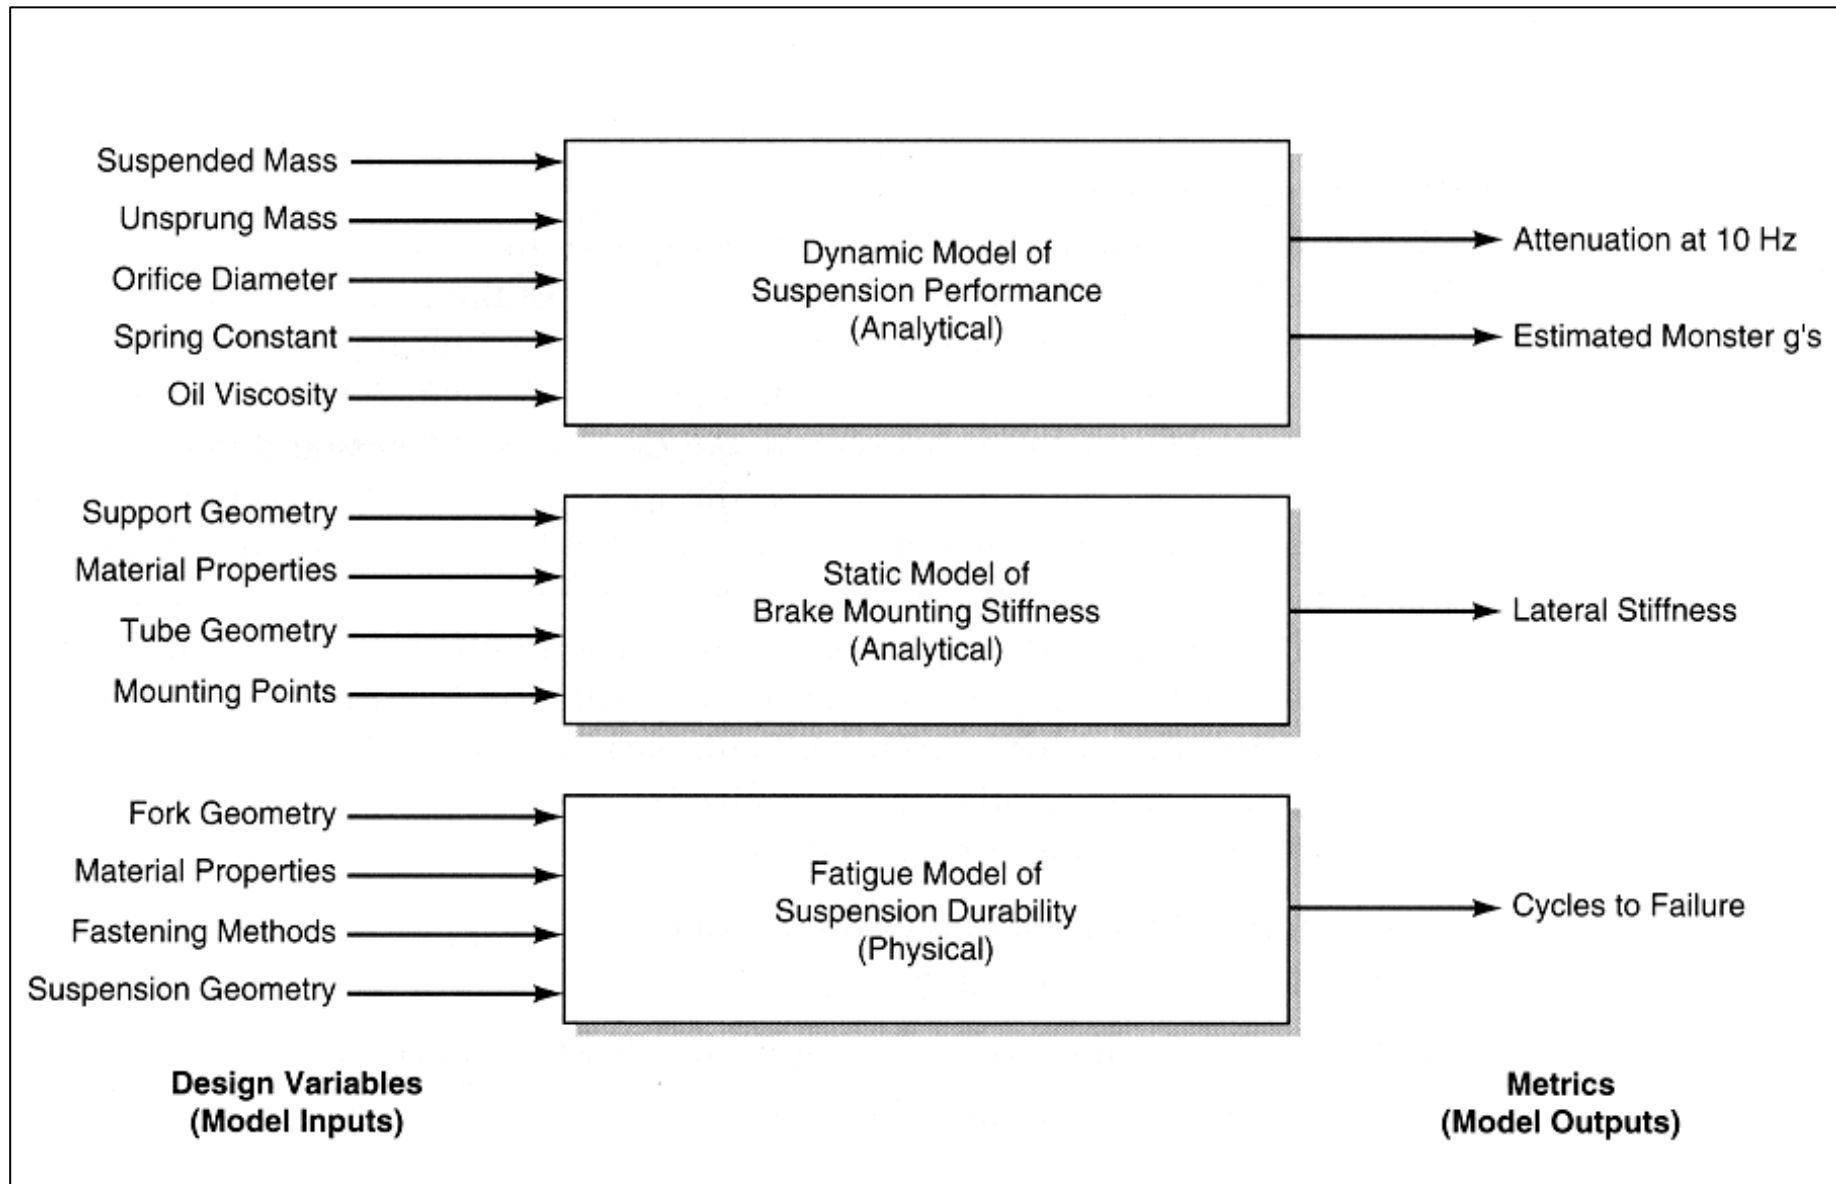 Suspended Mass
Unsprung Mass
Orifice Diameter
Spring Constant
Oil Viscosity
Dynamic Model of
Suspension Performance
(Analytical)
Attenuation at 10 Hz
Estimated Monster g's
Support Geometry
Material Properties
Tube Geometry
Mounting Points
Static Model of
Brake Mounting Stiffness
(Analytical)
Lateral Stiffness
Fork Geometry
Material Properties
Fastening Methods
Suspension Geometry
Fatigue Model of
Suspension Durability
(Physical)
Cycles to Failure
Design Variables
(Model Inputs)
Metrics
(Model Outputs)